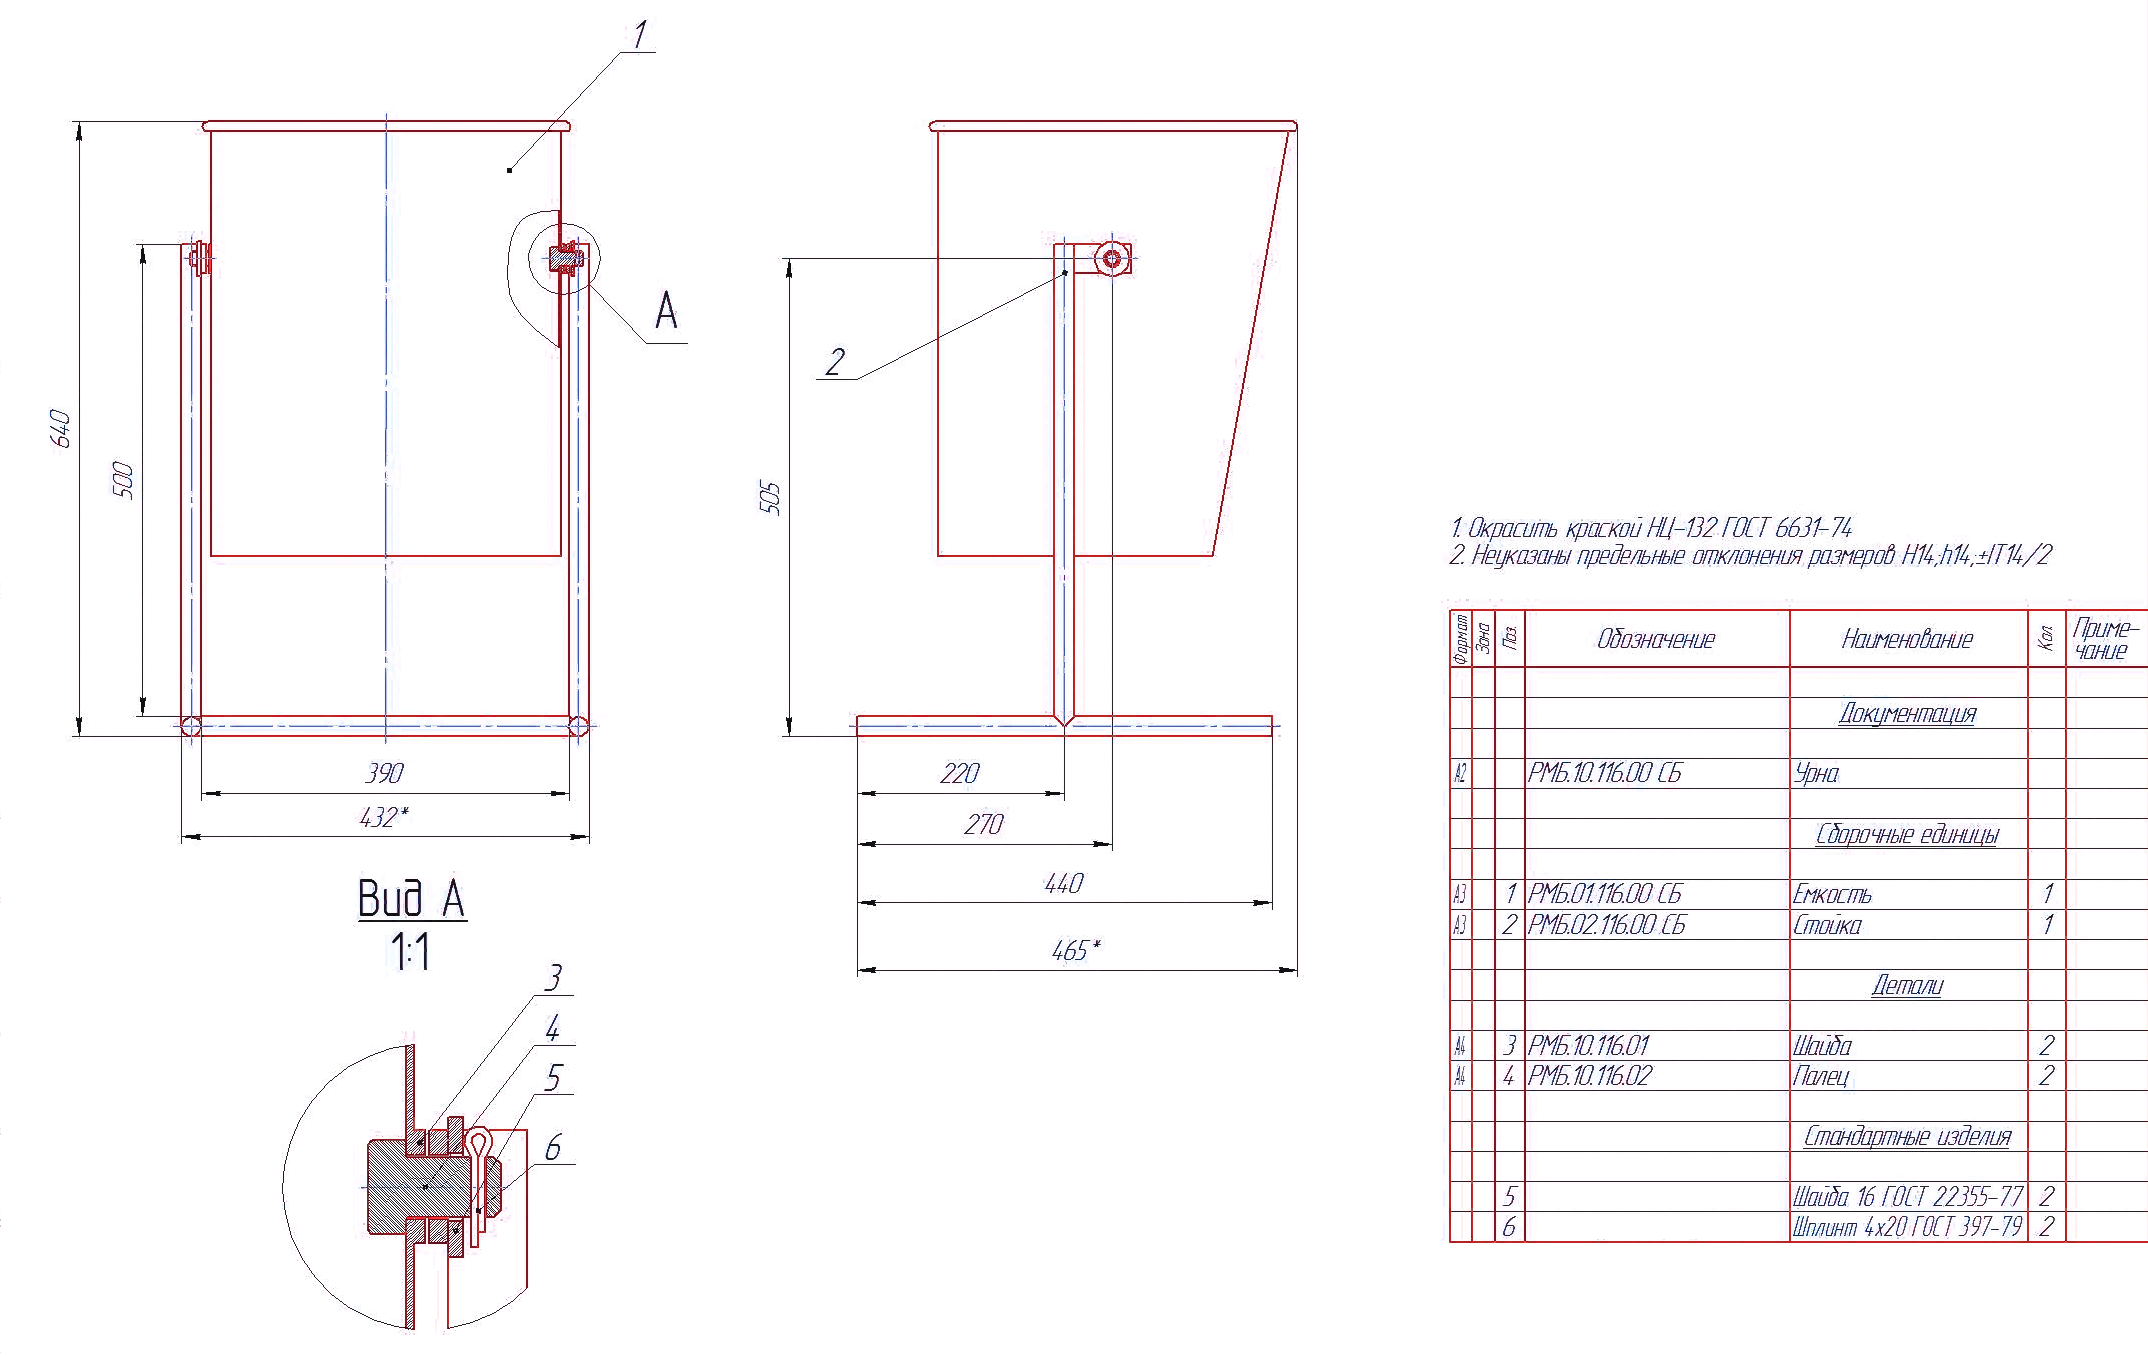 1
640
500
А
390
432*
2
505
220
270
440
465*
Вид А
1:1
3
4
5
6
1. Окрасить краской НЦ-132 ГОСТ 6631-74
2. Неуказаны предельные отклонения размеров H14;h14;±IT14/2
Формат Зона Поз. Обозначение Наименование Кол. Приме-
чание
Документация
А2 РМБ.10.116.00 СБ Урна
Сборочные единицы
А3 1 РМБ.01.116.00 СБ Емкость 1
А3 2 РМБ.02.116.00 СБ Стойка 1
Детали
А4 3 РМБ.10.116.01 Шайба 2
А4 4 РМБ.10.116.02 Палец 2
Стандартные изделия
5 Шайба 16 ГОСТ 22355-77 2
6 Шплинт 4x20 ГОСТ 397-79 2